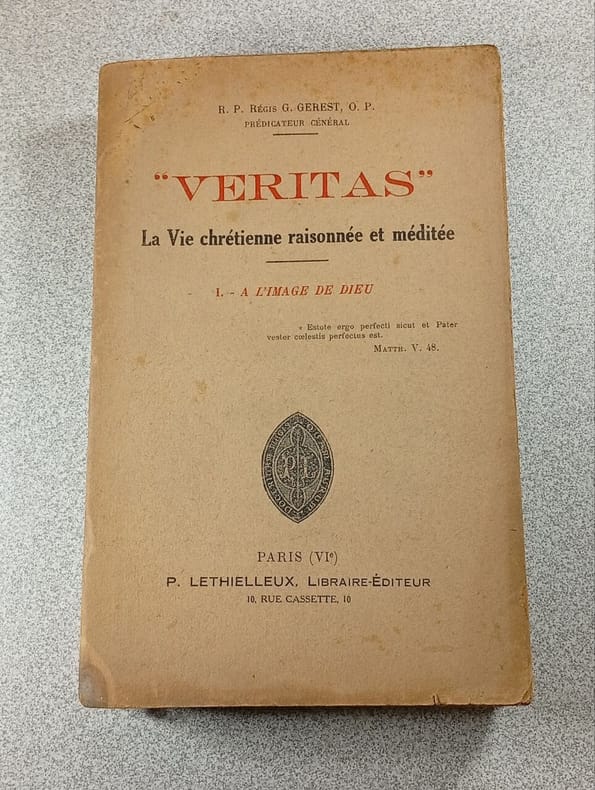 R. P. Régis G. GEREST, O. P.
PRÉDICATEUR GÉNÉRAL
“VERITAS”
La Vie chrétienne raisonnée et méditée
I. - A L'IMAGE DE DIEU
« Estote ergo perfecti sicut et Pater
vester cœlestis perfectus est.
Matth. V. 48.
PL
PARIS (VIe)
P. LETHIELLEUX, Libraire-Éditeur
10, RUE CASSETTE, 10